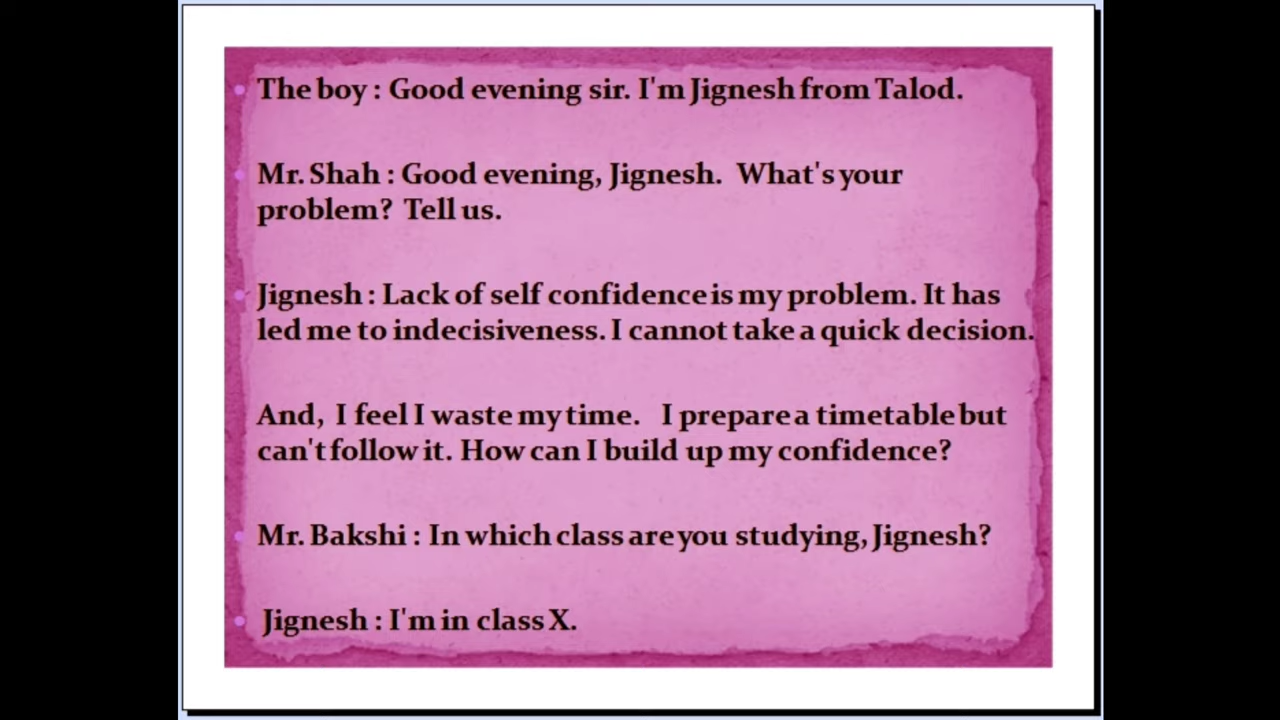 The boy : Good evening sir. I'm Jignesh from Talod.
Mr. Shah : Good evening, Jignesh. What's your
problem? Tell us.
Jignesh : Lack of self confidence is my problem. It has
led me to indecisiveness. I cannot take a quick decision.
And, I feel I waste my time. I prepare a timetable but
can't follow it. How can I build up my confidence?
Mr. Bakshi : In which class are you studying, Jignesh?
Jignesh : I'm in class X.